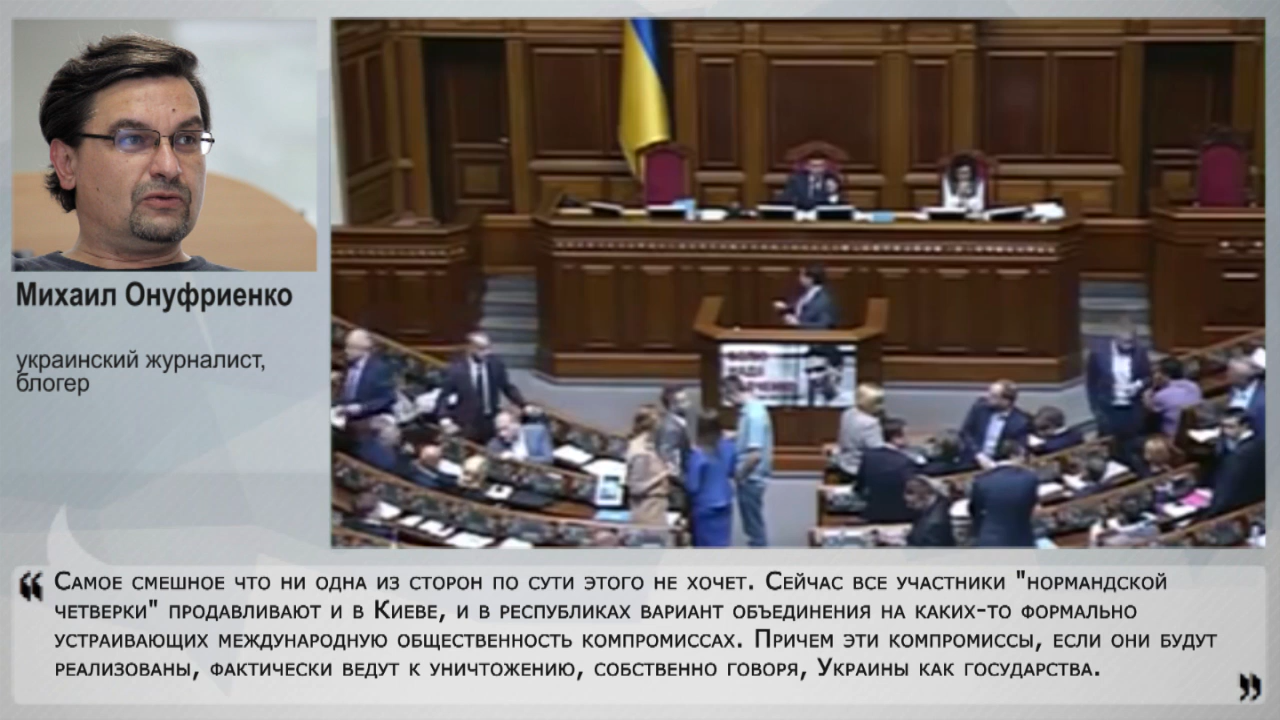 Михаил Онуфриенко
украинский журналист,
блогер
Самое смешное что ни одна из сторон по сути этого не хочет. Сейчас все участники "нормандской
четверки" продавливают и в Киеве, и в республиках вариант объединения на каких-то формально
устраивающих международную общественность компромиссах. Причем эти компромиссы, если они будут
реализованы, фактически ведут к уничтожению, собственно говоря, Украины как государства.